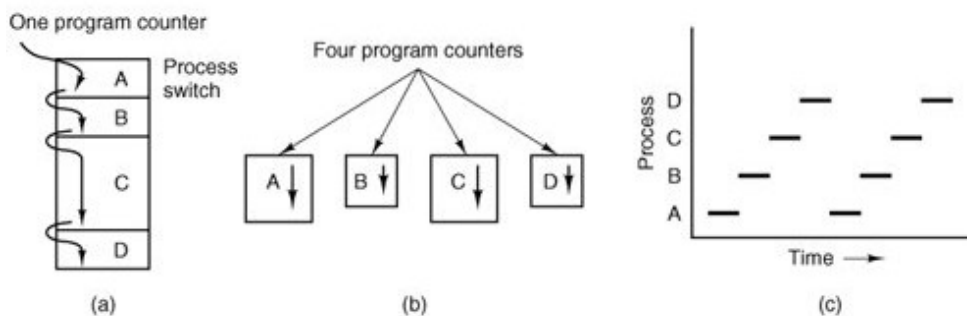 One program counter
Process
switch
A
B
C
D
(a)
Four program counters
A
B
C
D
(b)
Process
D
C
B
A
Time
(c)